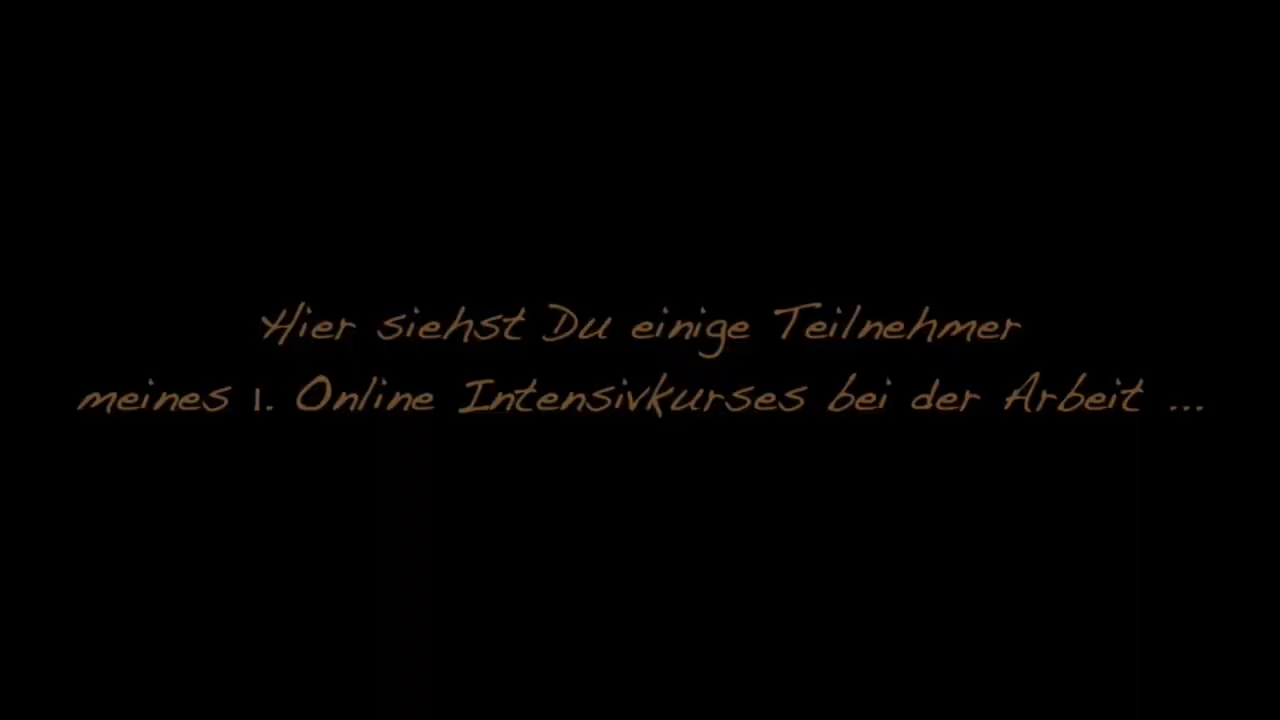 Hier siehst Du einige Teilnehmer
meines 1. Online Intensivkurses bei der Arbeit ...